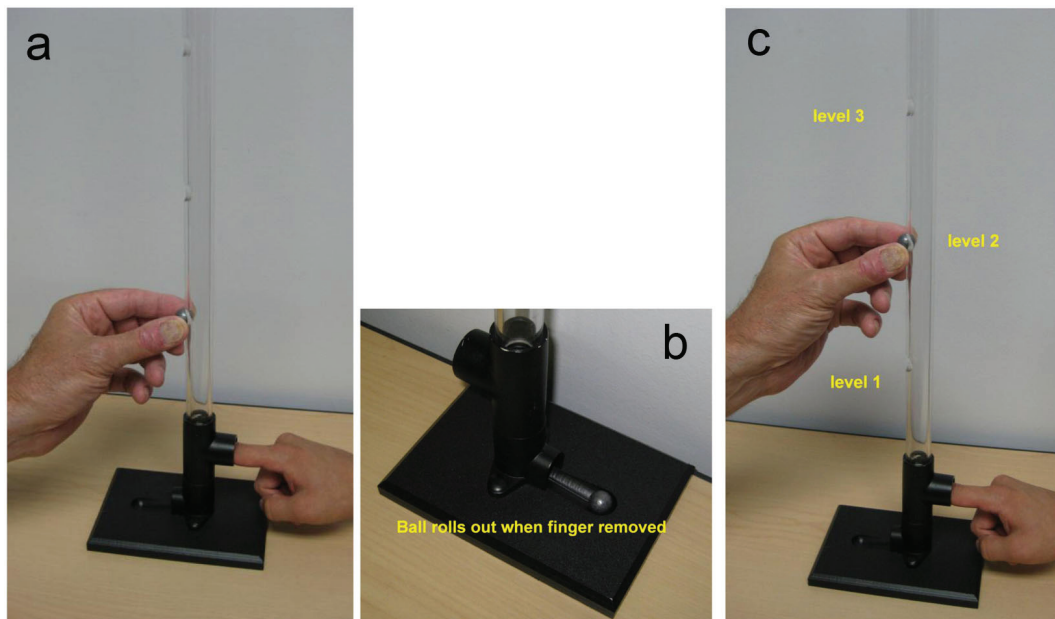 a
b
Ball rolls out when finger removed
c
level 3
level 2
level 1